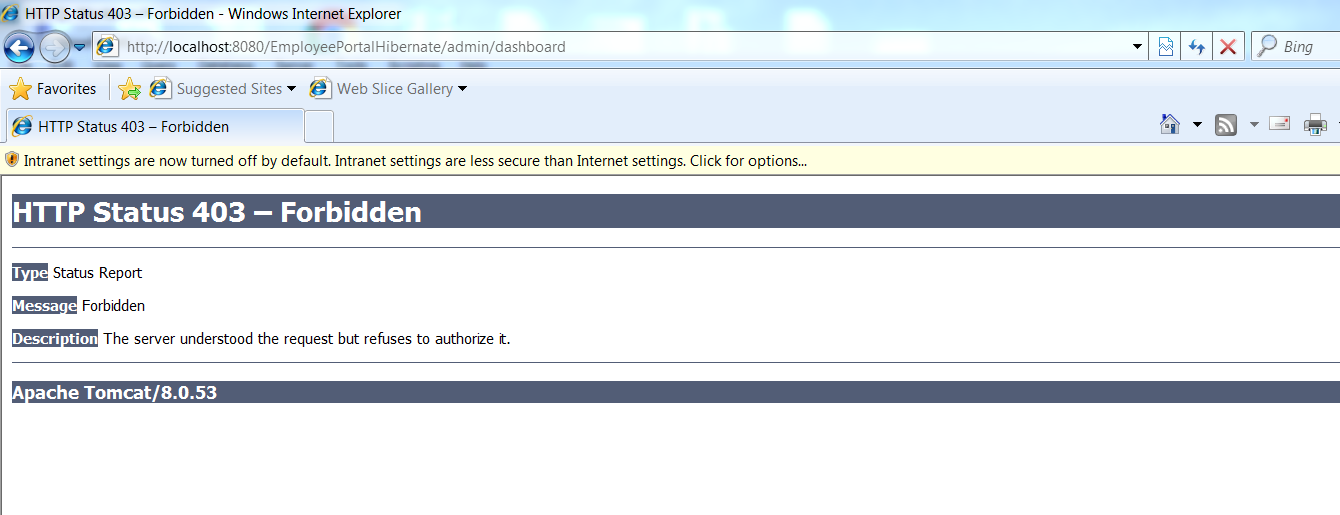 HTTP Status 403 – Forbidden - Windows Internet Explorer
http://localhost:8080/EmployeePortalHibernate/admin/dashboard
Bing
Favorites
Suggested Sites
Web Slice Gallery
HTTP Status 403 – Forbidden
Intranet settings are now turned off by default. Intranet settings are less secure than Internet settings. Click for options...
HTTP Status 403 – Forbidden
Type Status Report
Message Forbidden
Description The server understood the request but refuses to authorize it.
Apache Tomcat/8.0.53